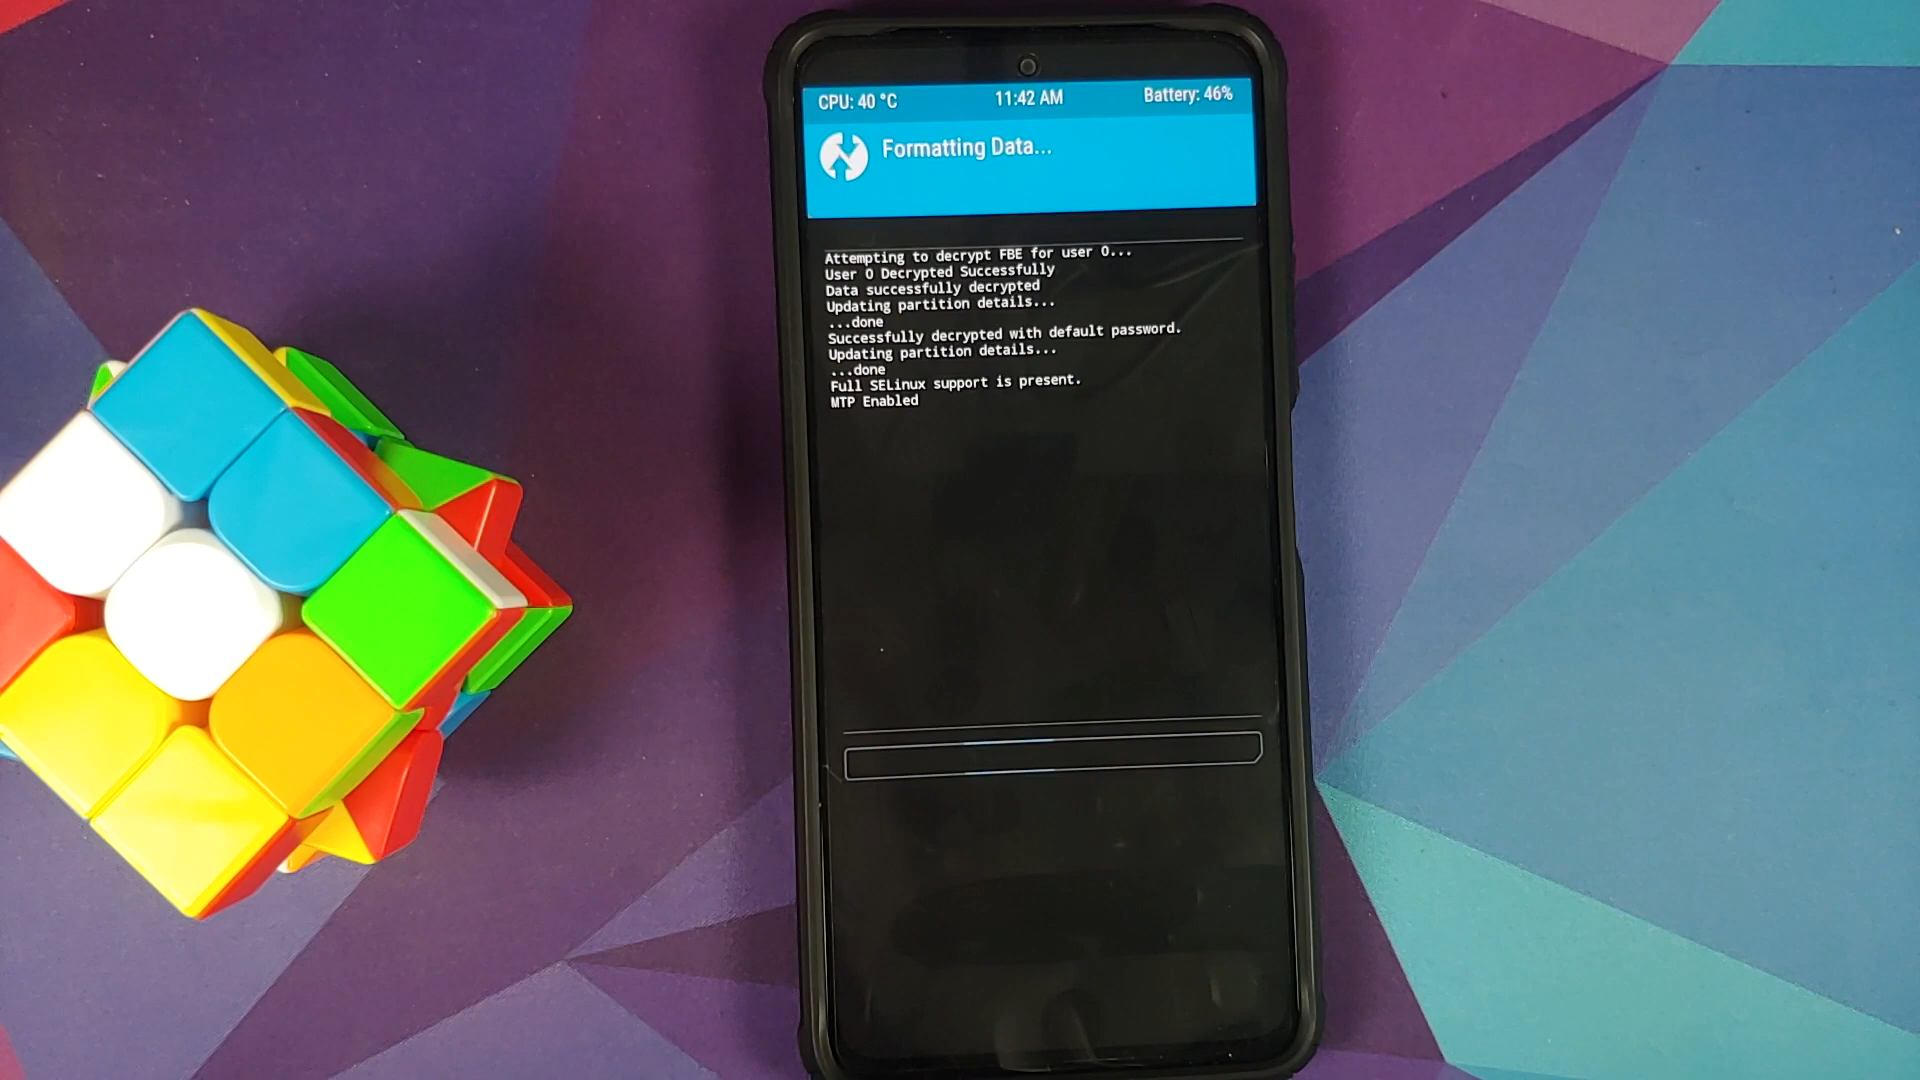 CPU: 40 °C 11:42 AM Battery: 46%
Formatting Data...
Attempting to decrypt FBE for user 0...
User 0 Decrypted Successfully
Data successfully decrypted
Updating partition details...
...done
Successfully decrypted with default password.
Updating partition details...
...done
Full SELinux support is present.
MTP Enabled